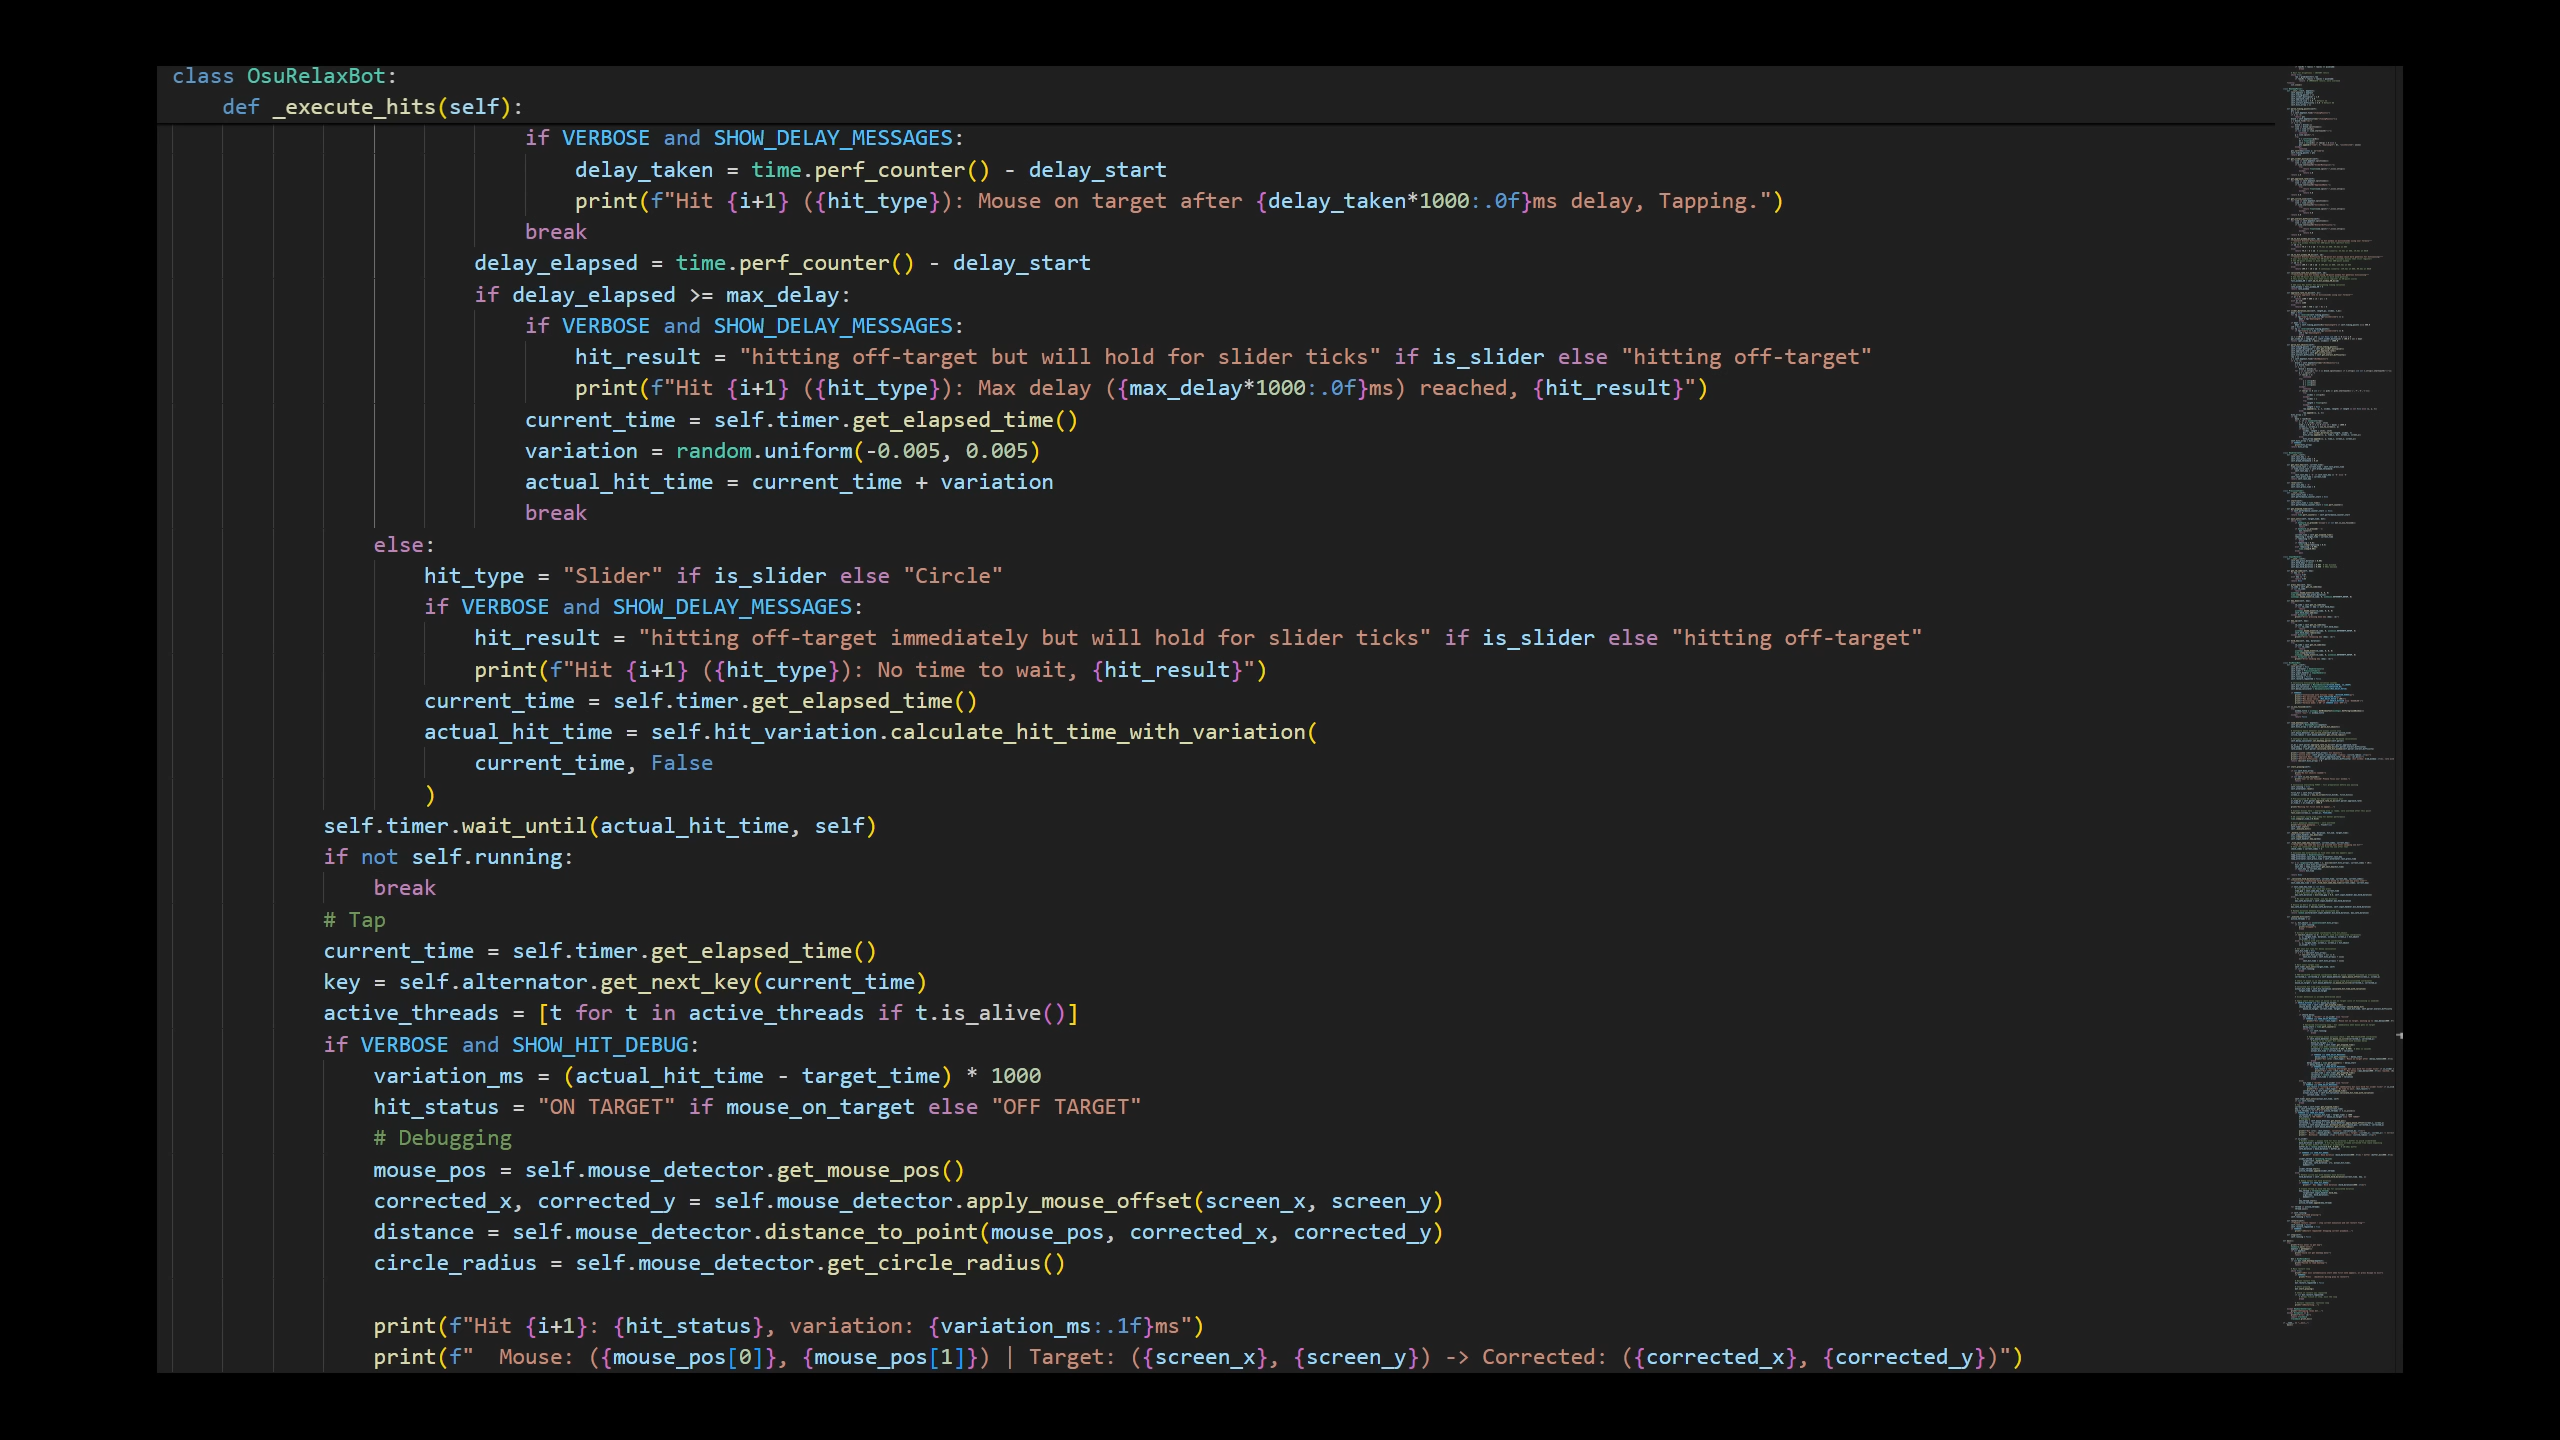 class OsuRelaxBot:
    def _execute_hits(self):
                            if VERBOSE and SHOW_DELAY_MESSAGES:
                                delay_taken = time.perf_counter() - delay_start
                                print(f"Hit {i+1} ({hit_type}): Mouse on target after {delay_taken*1000:.0f}ms delay, Tapping.")
                            break
                        delay_elapsed = time.perf_counter() - delay_start
                        if delay_elapsed >= max_delay:
                            if VERBOSE and SHOW_DELAY_MESSAGES:
                                hit_result = "hitting off-target but will hold for slider ticks" if is_slider else "hitting off-target"
                                print(f"Hit {i+1} ({hit_type}): Max delay ({max_delay*1000:.0f}ms) reached, {hit_result}")
                            current_time = self.timer.get_elapsed_time()
                            variation = random.uniform(-0.005, 0.005)
                            actual_hit_time = current_time + variation
                            break
                else:
                    hit_type = "Slider" if is_slider else "Circle"
                    if VERBOSE and SHOW_DELAY_MESSAGES:
                        hit_result = "hitting off-target immediately but will hold for slider ticks" if is_slider else "hitting off-target"
                        print(f"Hit {i+1} ({hit_type}): No time to wait, {hit_result}")
                    current_time = self.timer.get_elapsed_time()
                    actual_hit_time = self.hit_variation.calculate_hit_time_with_variation(
                        current_time, False
                    )
            self.timer.wait_until(actual_hit_time, self)
            if not self.running:
                break
            # Tap
            current_time = self.timer.get_elapsed_time()
            key = self.alternator.get_next_key(current_time)
            active_threads = [t for t in active_threads if t.is_alive()]
            if VERBOSE and SHOW_HIT_DEBUG:
                variation_ms = (actual_hit_time - target_time) * 1000
                hit_status = "ON TARGET" if mouse_on_target else "OFF TARGET"
                # Debugging
                mouse_pos = self.mouse_detector.get_mouse_pos()
                corrected_x, corrected_y = self.mouse_detector.apply_mouse_offset(screen_x, screen_y)
                distance = self.mouse_detector.distance_to_point(mouse_pos, corrected_x, corrected_y)
                circle_radius = self.mouse_detector.get_circle_radius()
                print(f"Hit {i+1}: {hit_status}, variation: {variation_ms:.1f}ms")
                print(f"  Mouse: ({mouse_pos[0]}, {mouse_pos[1]}) | Target: ({screen_x}, {screen_y}) -> Corrected: ({corrected_x}, {corrected_y})")